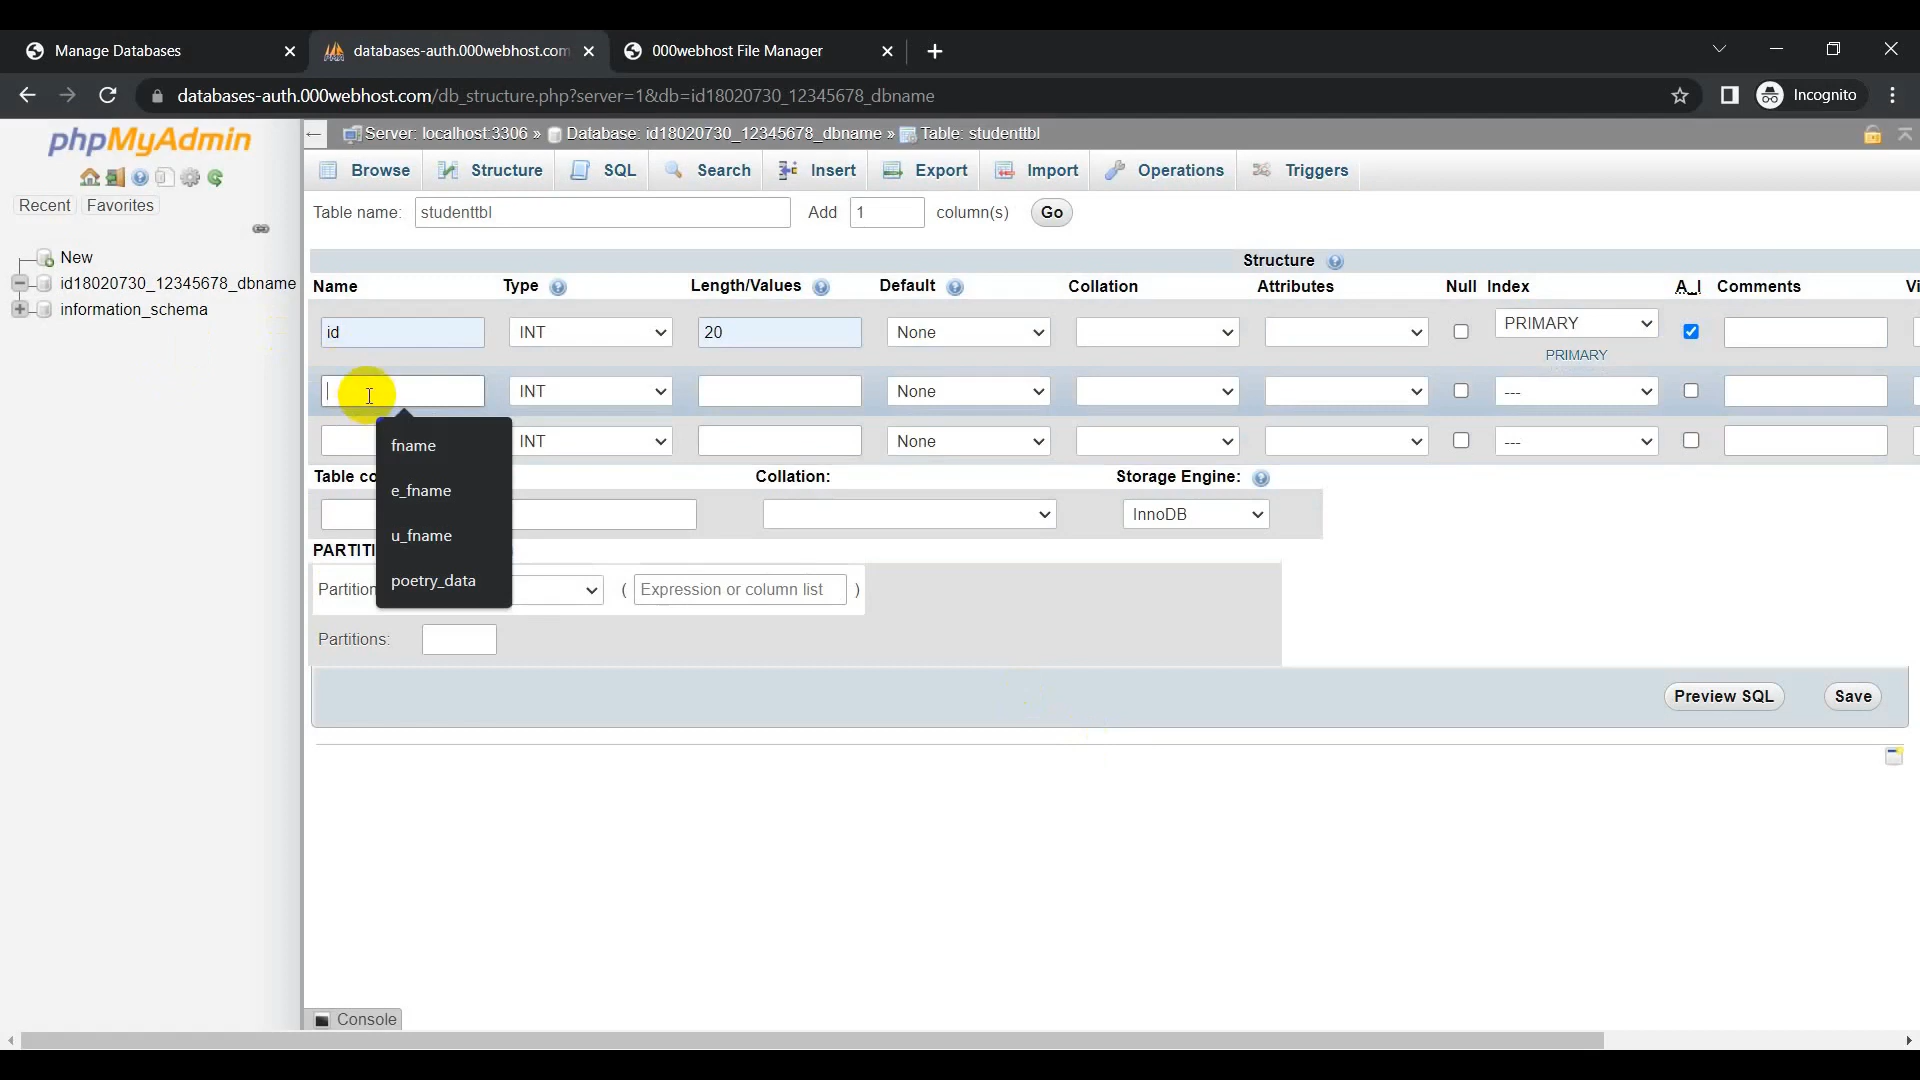 Manage Databases
databases-auth.000webhost.com
000webhost File Manager
databases-auth.000webhost.com/db_structure.php?server=1&db=id18020730_12345678_dbname
Incognito
phpMyAdmin
Server: localhost:3306 » Database: id18020730_12345678_dbname » Table: studenttbl
Browse Structure SQL Search Insert Export Import Operations Triggers
Recent Favorites
Table name: studenttbl Add 1 column(s) Go
New
id18020730_12345678_dbname
information_schema
Structure
Name Type Length/Values Default Collation Attributes Null Index A_I Comments Vi
id INT 20 None PRIMARY
PRIMARY
INT None ---
INT None ---
fname
e_fname
u_fname
poetry_data
Table co Collation: Storage Engine:
InnoDB
PARTITI
Partition ( Expression or column list )
Partitions:
Preview SQL Save
Console